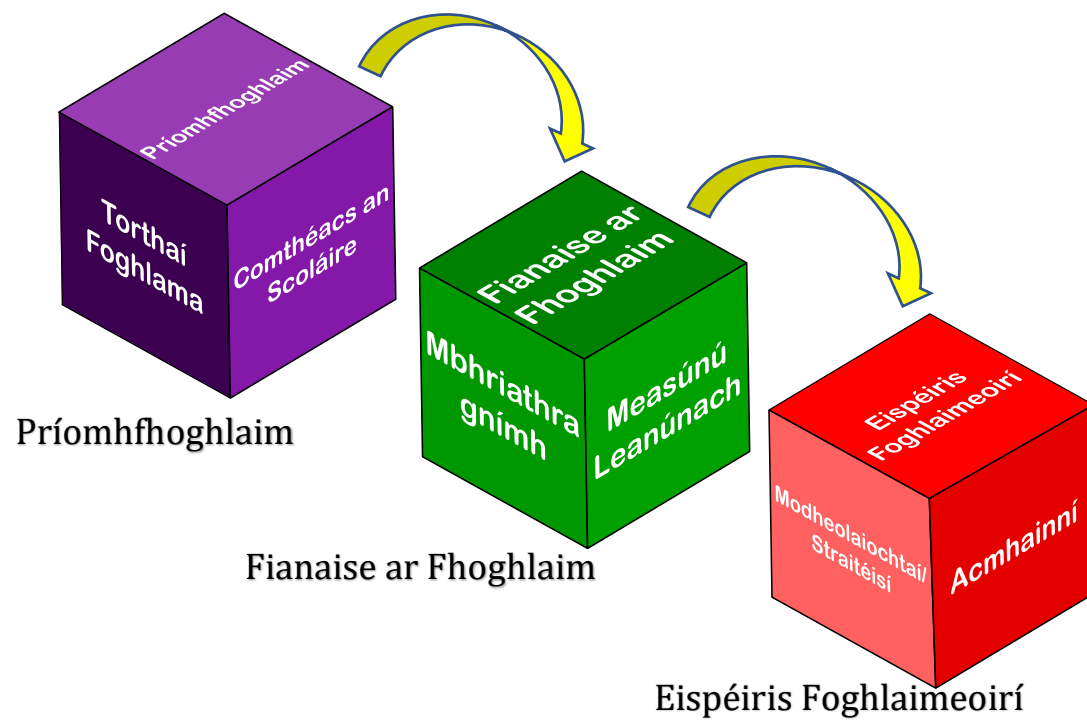 Príomhfhoghlaim
Torthaí
Foghlama
Comthéacs an
Scoláire
Príomhfhoghlaim
Fianaise ar
Fhoghlaim
Mbhriathra
gnímh
Measúnú
Leanúnach
Fianaise ar Fhoghlaim
Eispéiris
Foghlaimeoirí
Modheolaiochtaí/
Straitéisí
Acmhainní
Eispéiris Foghlaimeoirí